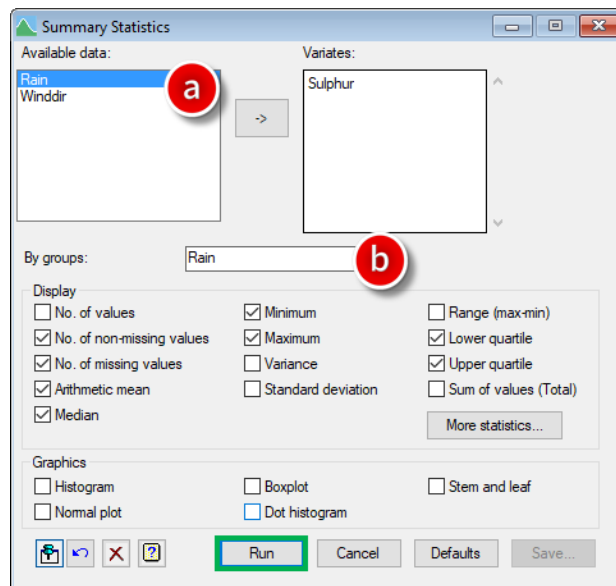 Summary Statistics
Available data:
Variates:
Rain
Winddir
a
->
Sulphur
By groups:
Rain
b
Display
No. of values
Minimum
Range (max-min)
No. of non-missing values
Maximum
Lower quartile
No. of missing values
Variance
Upper quartile
Arithmetic mean
Standard deviation
Sum of values (Total)
Median
More statistics...
Graphics
Histogram
Boxplot
Stem and leaf
Normal plot
Dot histogram
?
Run
Cancel
Defaults
Save...